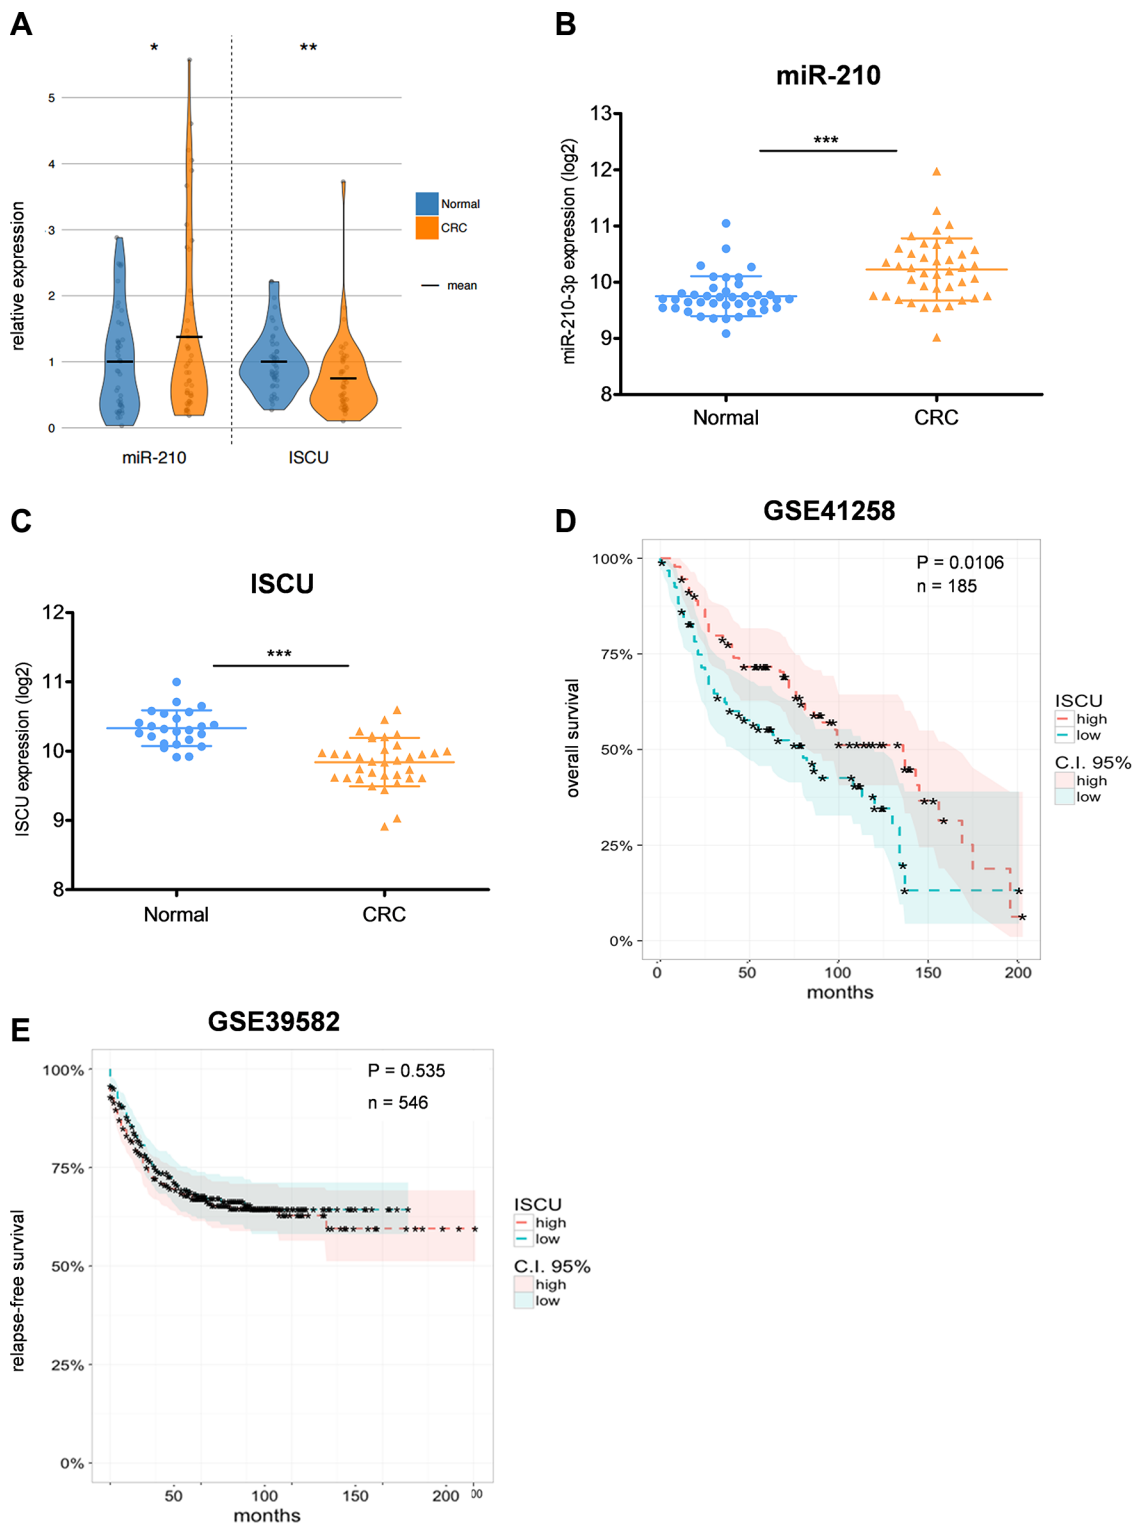 A
*
**
5
4
3
2
1
0
relative expression
miR-210
ISCU
Normal
CRC
mean
B
miR-210
***
13
12
11
10
9
8
miR-210-3p expression (log2)
Normal
CRC
C
ISCU
***
12
11
10
9
8
ISCU expression (log2)
Normal
CRC
D
GSE41258
P = 0.0106
n = 185
100%
75%
50%
25%
0%
overall survival
0
50
100
150
200
months
ISCU
high
low
C.I. 95%
high
low
E
GSE39582
P = 0.535
n = 546
100%
75%
50%
25%
0%
relapse-free survival
50
100
150
200
00
months
ISCU
high
low
C.I. 95%
high
low